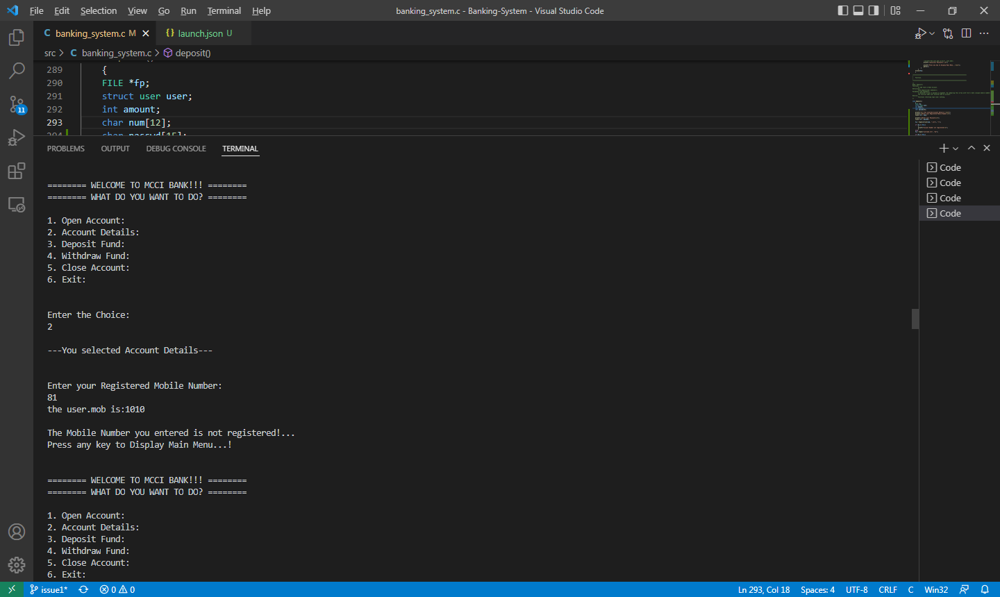 File Edit Selection View Go Run Terminal Help banking_system.c - Banking-System - Visual Studio Code
C banking_system.c M {} launch.json U
src > C banking_system.c > deposit()
289 {
290 FILE *fp;
291 struct user user;
292 int amount;
293 char num[12];
294 char passwd[15];
PROBLEMS OUTPUT DEBUG CONSOLE TERMINAL
======== WELCOME TO MCCI BANK!!! ========
======== WHAT DO YOU WANT TO DO? ========
1. Open Account:
2. Account Details:
3. Deposit Fund:
4. Withdraw Fund:
5. Close Account:
6. Exit:
Enter the Choice:
2
---You selected Account Details---
Enter your Registered Mobile Number:
81
the user.mob is:1010
The Mobile Number you entered is not registered!...
Press any key to Display Main Menu...!
======== WELCOME TO MCCI BANK!!! ========
======== WHAT DO YOU WANT TO DO? ========
1. Open Account:
2. Account Details:
3. Deposit Fund:
4. Withdraw Fund:
5. Close Account:
6. Exit:
Code
Code
Code
Code
11
issue1* 0 0 Ln 293, Col 18 Spaces: 4 UTF-8 CRLF C Win32